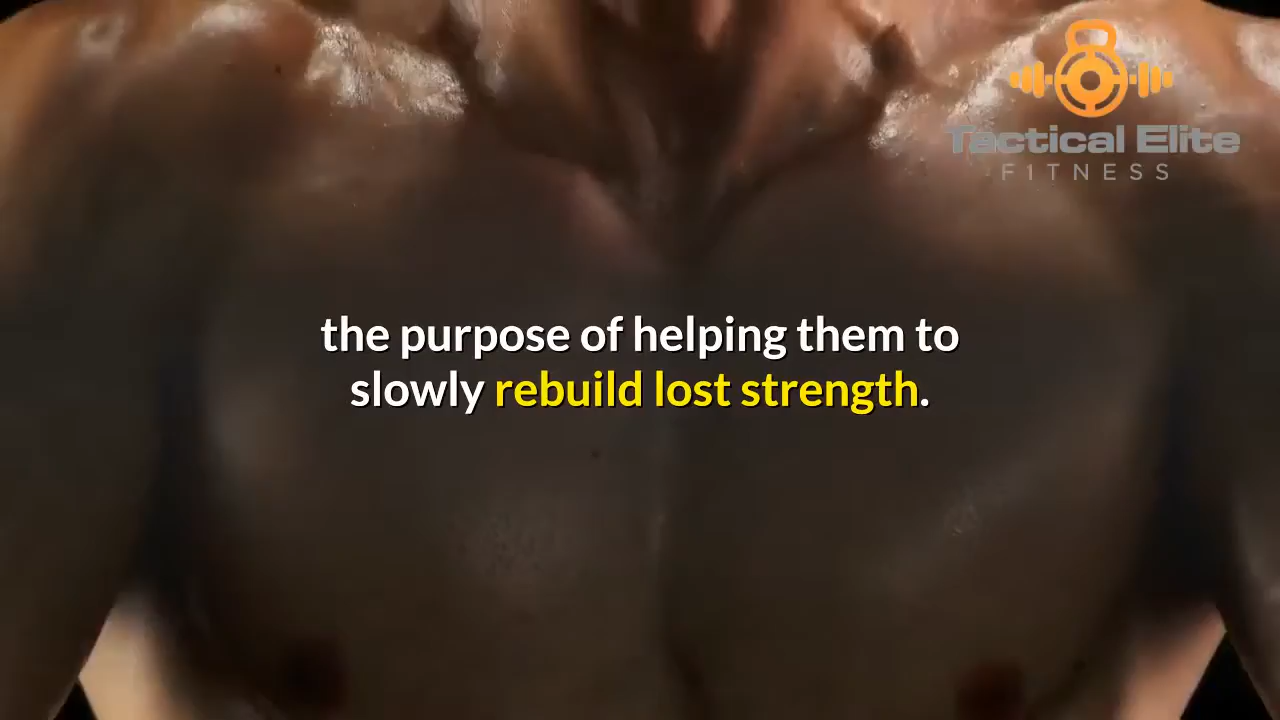 Tactical Elite
FITNESS
the purpose of helping them to
slowly rebuild lost strength.